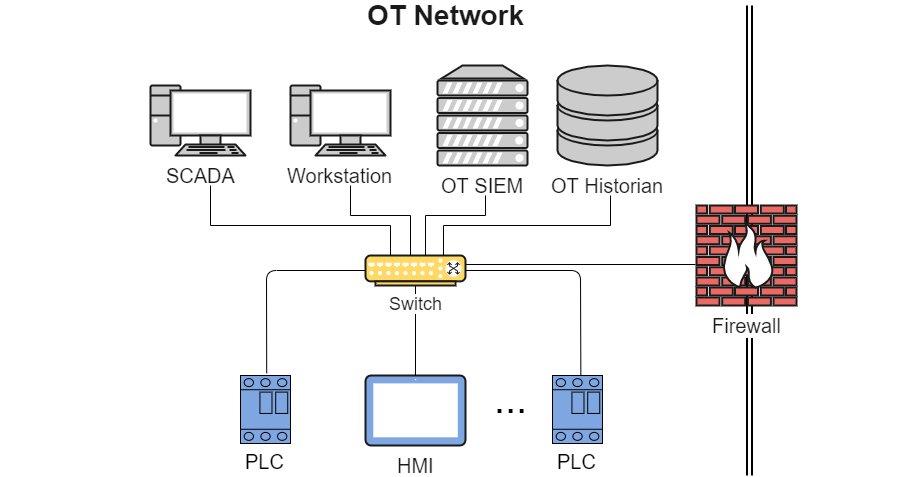 OT Network
SCADA
Workstation
OT SIEM
OT Historian
Switch
Firewall
PLC
HMI
...
PLC